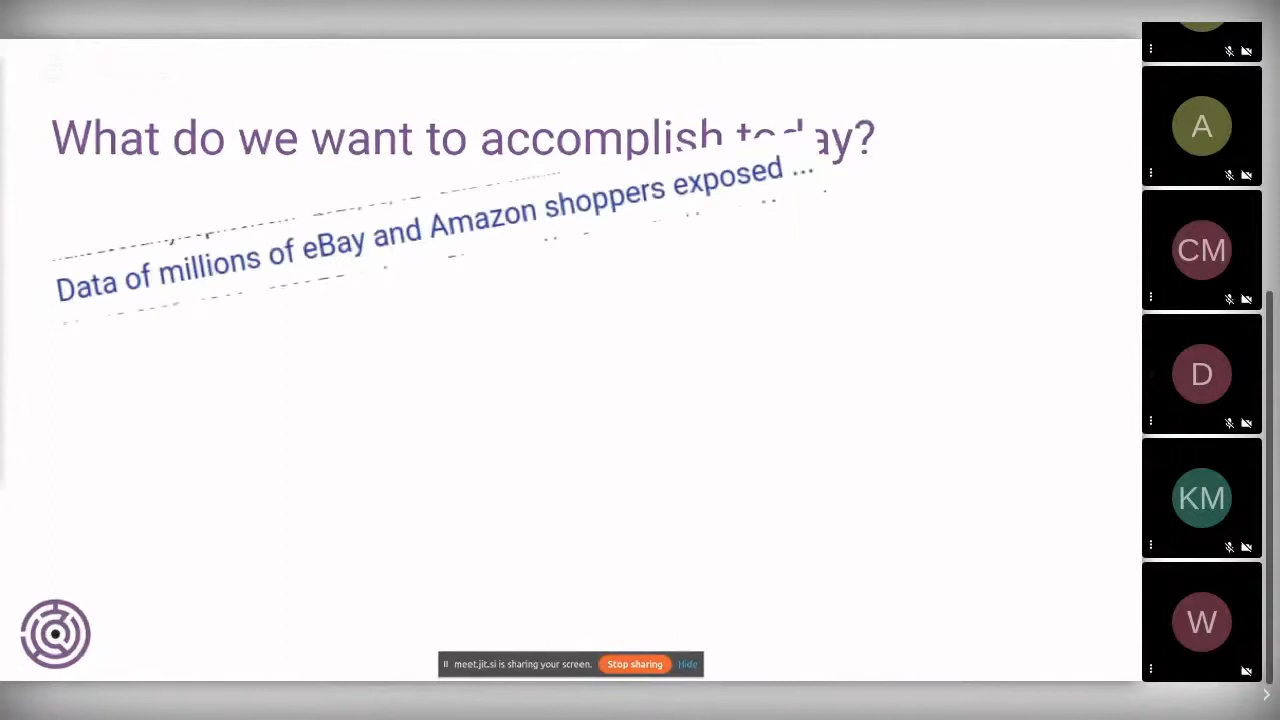 What do we want to accomplish today?
Data of millions of eBay and Amazon shoppers exposed ...
A
CM
D
KM
W
meet.jit.si is sharing your screen. Stop sharing Hide